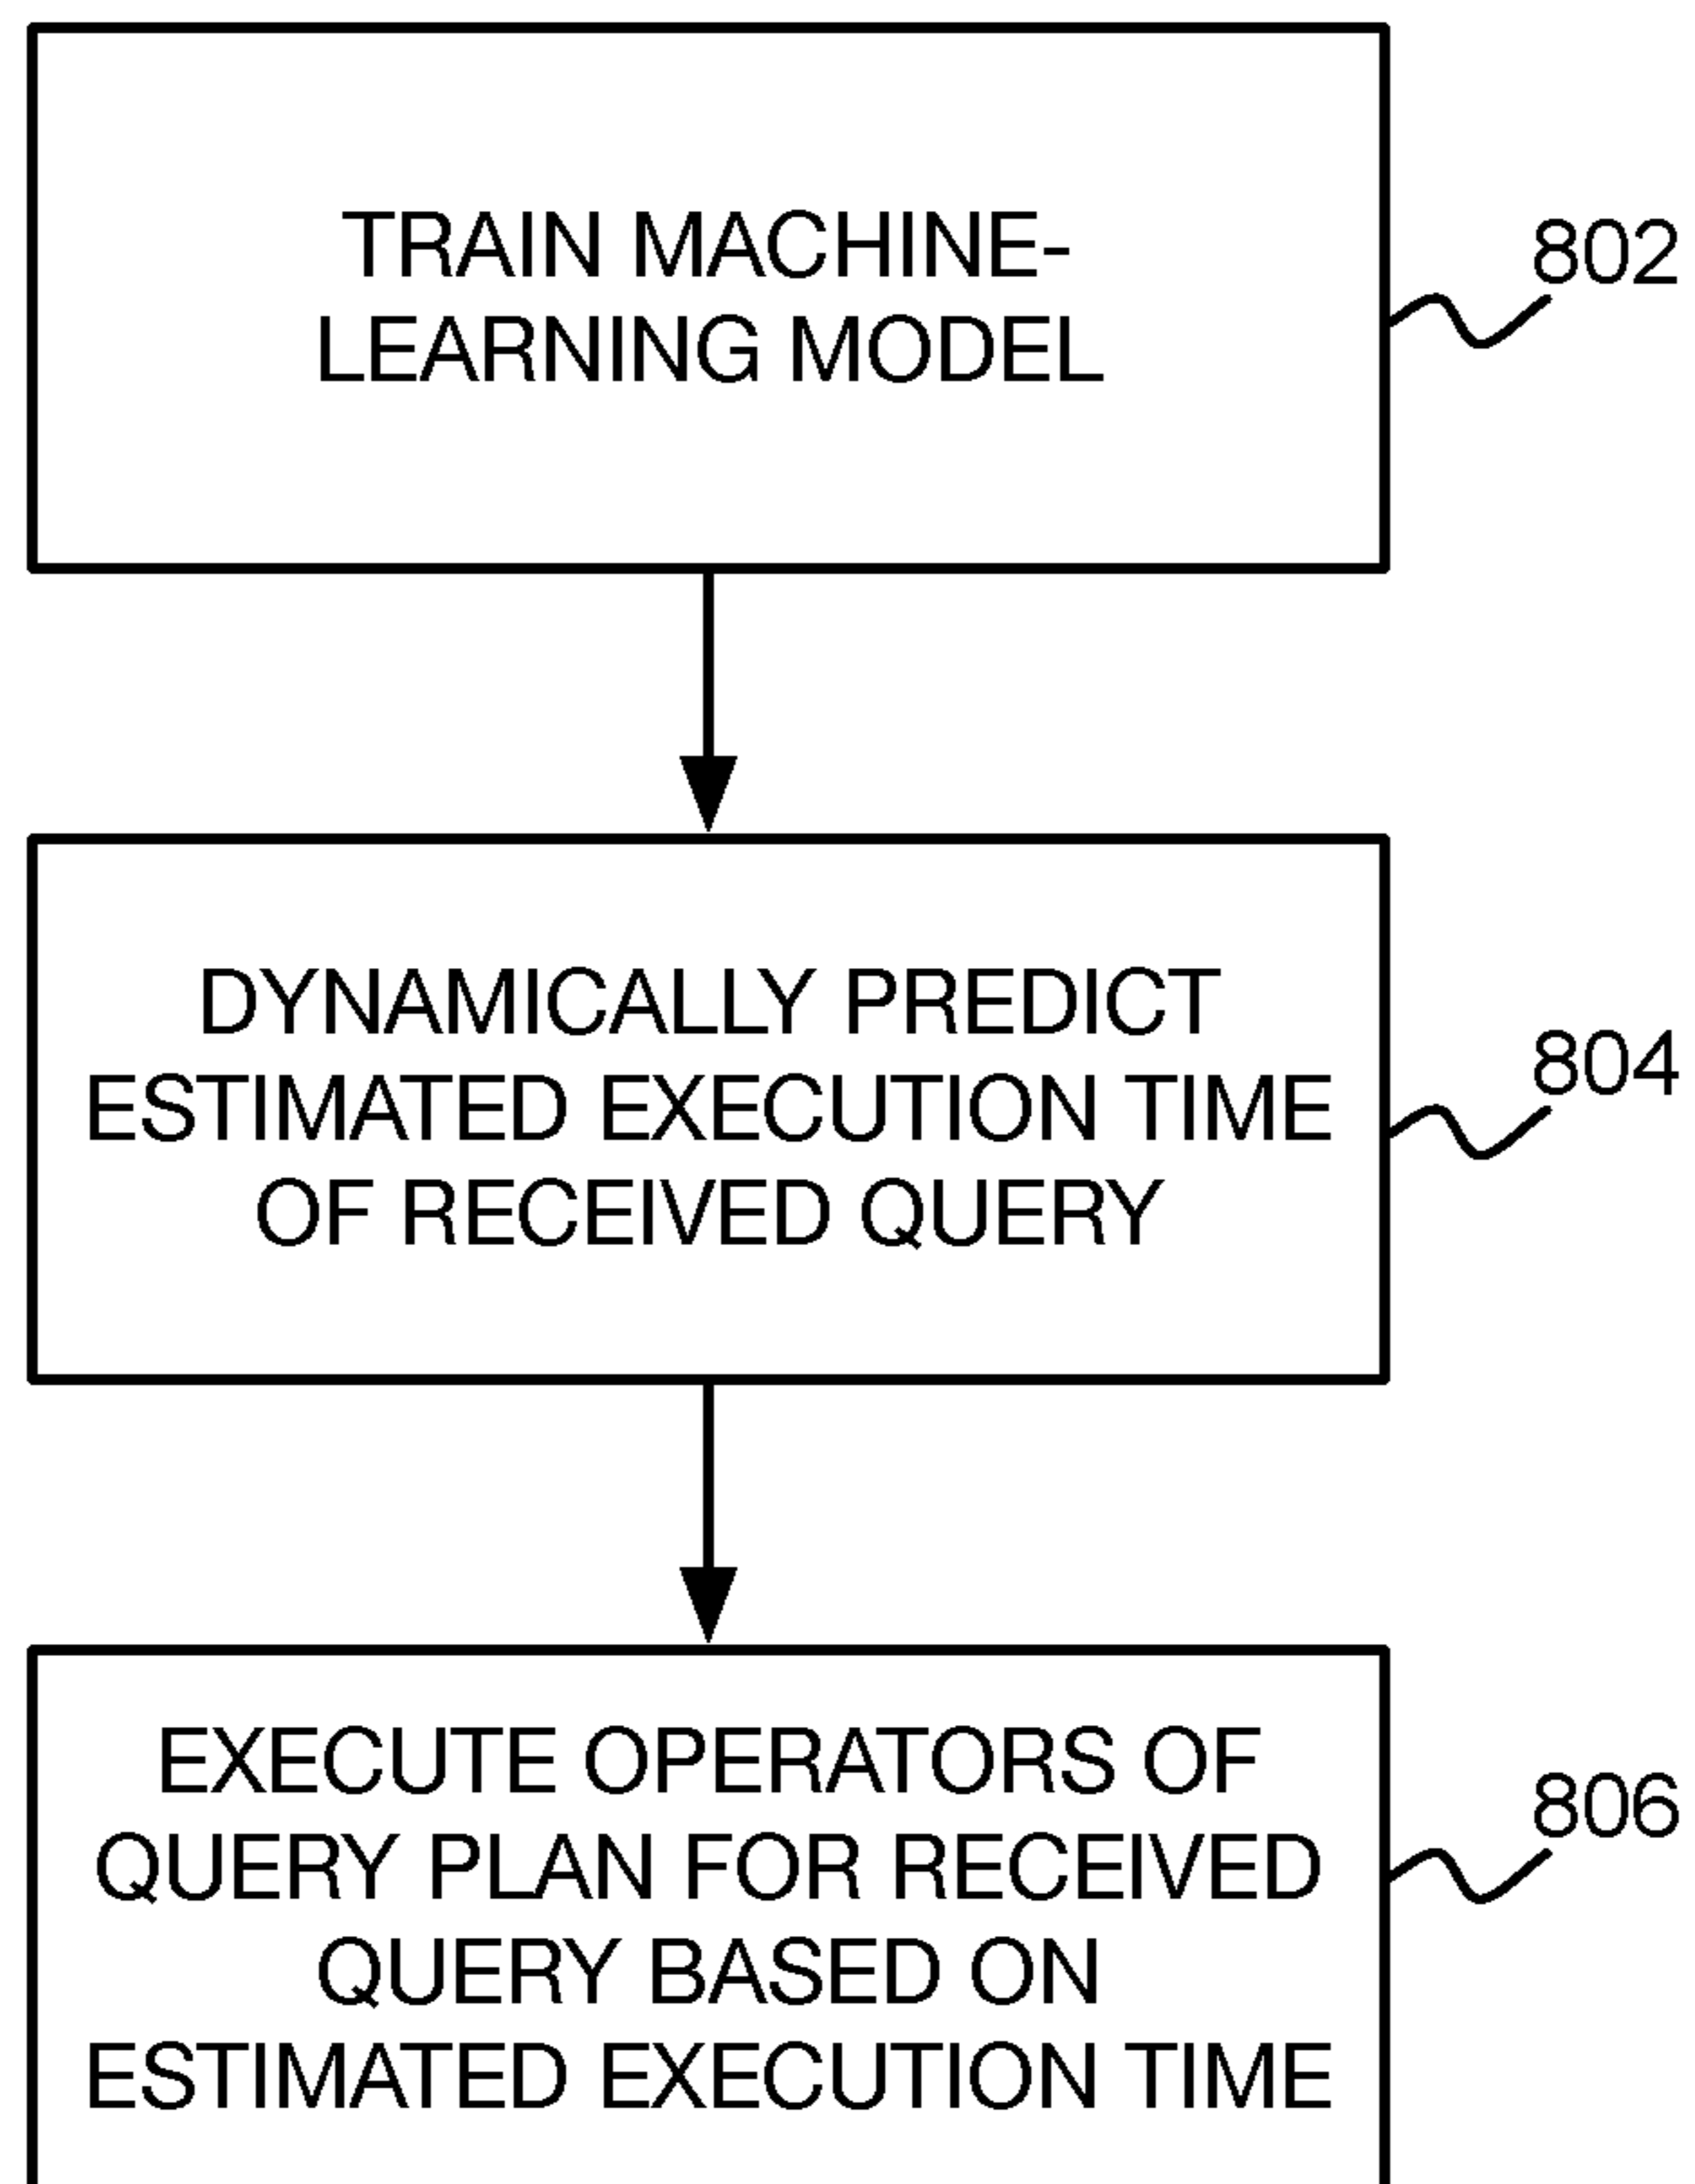 TRAIN MACHINE-
LEARNING MODEL
802
DYNAMICALLY PREDICT
ESTIMATED EXECUTION TIME
OF RECEIVED QUERY
804
EXECUTE OPERATORS OF
QUERY PLAN FOR RECEIVED
QUERY BASED ON
ESTIMATED EXECUTION TIME
806